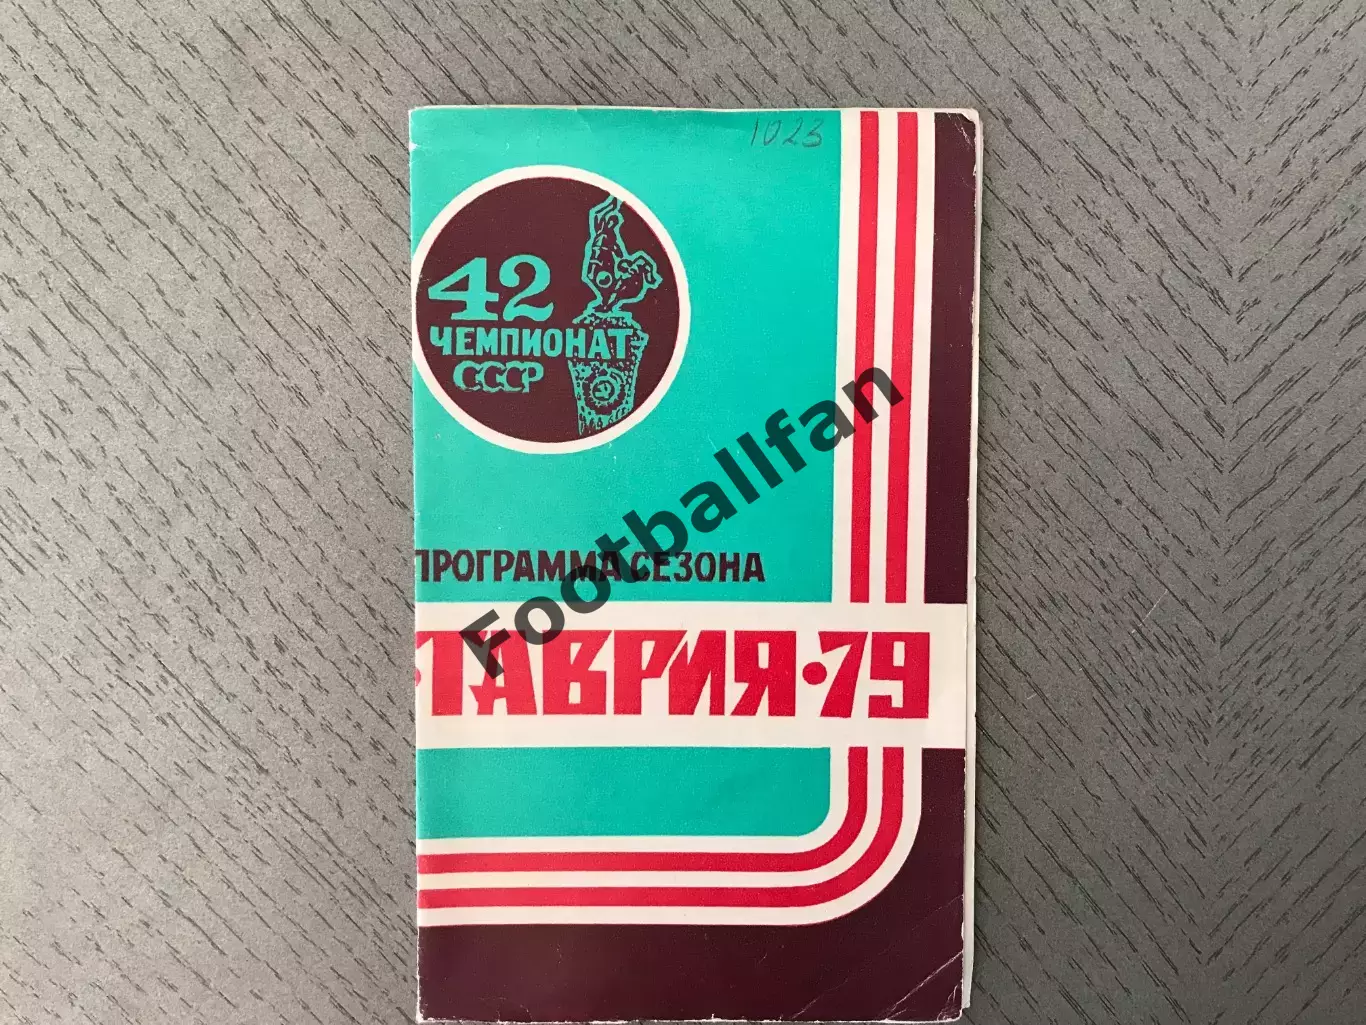 1023
42
ЧЕМПИОНАТ
СССР
ПРОГРАММА СЕЗОНА
ТАВРИЯ·79
Footballfan